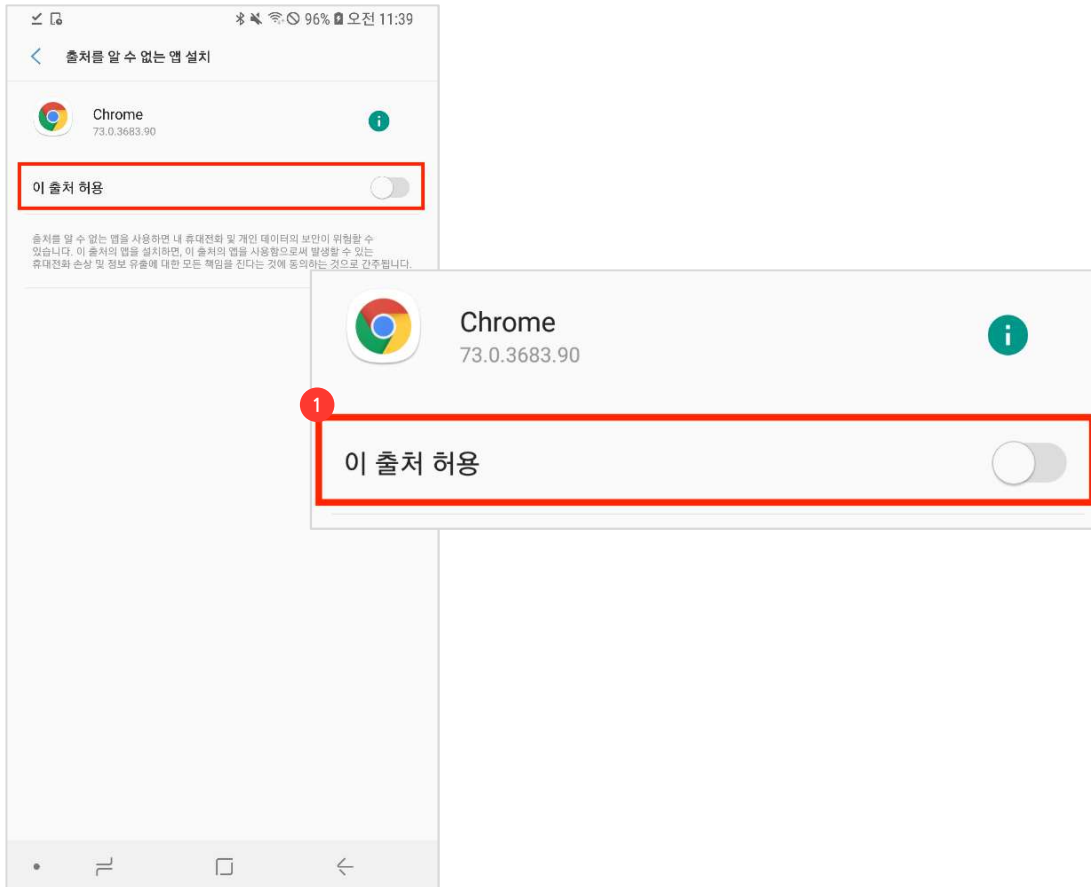 96% 오전 11:39
출처를 알 수 없는 앱 설치
Chrome
73.0.3683.90
이 출처 허용
출처를 알 수 없는 앱을 사용하면 내 휴대전화 및 개인 데이터의 보안이 위험할 수
있습니다. 이 출처의 앱을 설치하면, 이 출처의 앱을 사용함으로써 발생할 수 있는
휴대전화 손상 및 정보 유출에 대한 모든 책임을 진다는 것에 동의하는 것으로 간주됩니다.
Chrome
73.0.3683.90
1
이 출처 허용